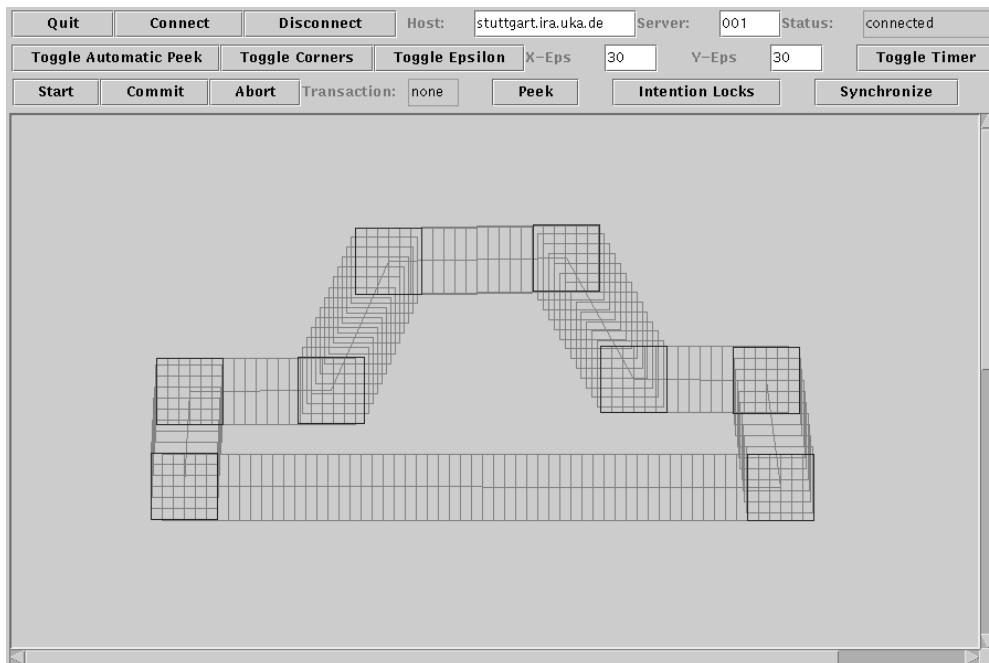 Quit Connect Disconnect Host: stuttgart.ira.uka.de Server: 001 Status: connected
Toggle Automatic Peek Toggle Corners Toggle Epsilon X-Eps 30 Y-Eps 30 Toggle Timer
Start Commit Abort Transaction: none Peek Intention Locks Synchronize